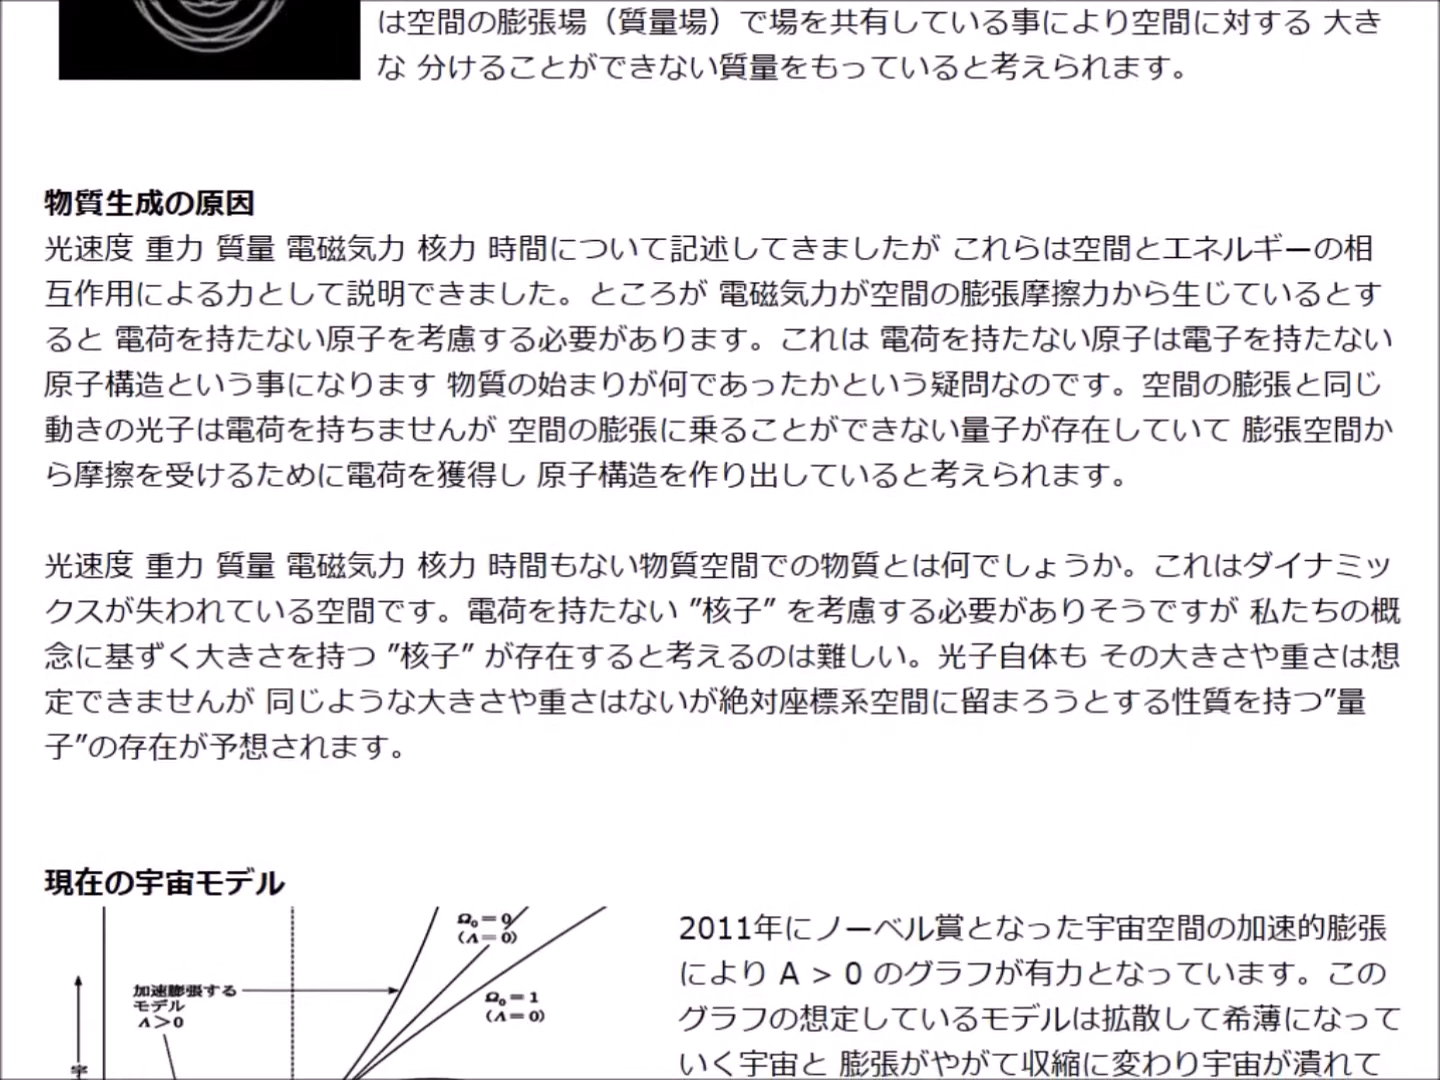 は空間の膨張場（質量場）で場を共有している事により空間に対する 大き
な 分けることができない質量をもっていると考えられます。
物質生成の原因
光速度 重力 質量 電磁気力 核力 時間について記述してきましたが これらは空間とエネルギーの相
互作用による力として説明できました。ところが 電磁気力が空間の膨張摩擦力から生じているとす
ると 電荷を持たない原子を考慮する必要があります。これは 電荷を持たない原子は電子を持たない
原子構造という事になります 物質の始まりが何であったかという疑問なのです。空間の膨張と同じ
動きの光子は電荷を持ちませんが 空間の膨張に乗ることができない量子が存在していて 膨張空間か
ら摩擦を受けるために電荷を獲得し 原子構造を作り出していると考えられます。
光速度 重力 質量 電磁気力 核力 時間もない物質空間での物質とは何でしょうか。これはダイナミッ
クスが失われている空間です。電荷を持たない ”核子” を考慮する必要がありそうですが 私たちの概
念に基ずく大きさを持つ ”核子” が存在すると考えるのは難しい。光子自体も その大きさや重さは想
定できませんが 同じような大きさや重さはないが絶対座標系空間に留まろうとする性質を持つ”量
子”の存在が予想されます。
現在の宇宙モデル
Ω₀＝0
(Λ＝0)
加速膨張する
モデル
Λ＞0
Ω₀＝1
(Λ＝0)
宇
2011年にノーベル賞となった宇宙空間の加速的膨張
により A > 0 のグラフが有力となっています。この
グラフの想定しているモデルは拡散して希薄になって
いく宇宙と 膨張がやがて収縮に変わり宇宙が潰れて